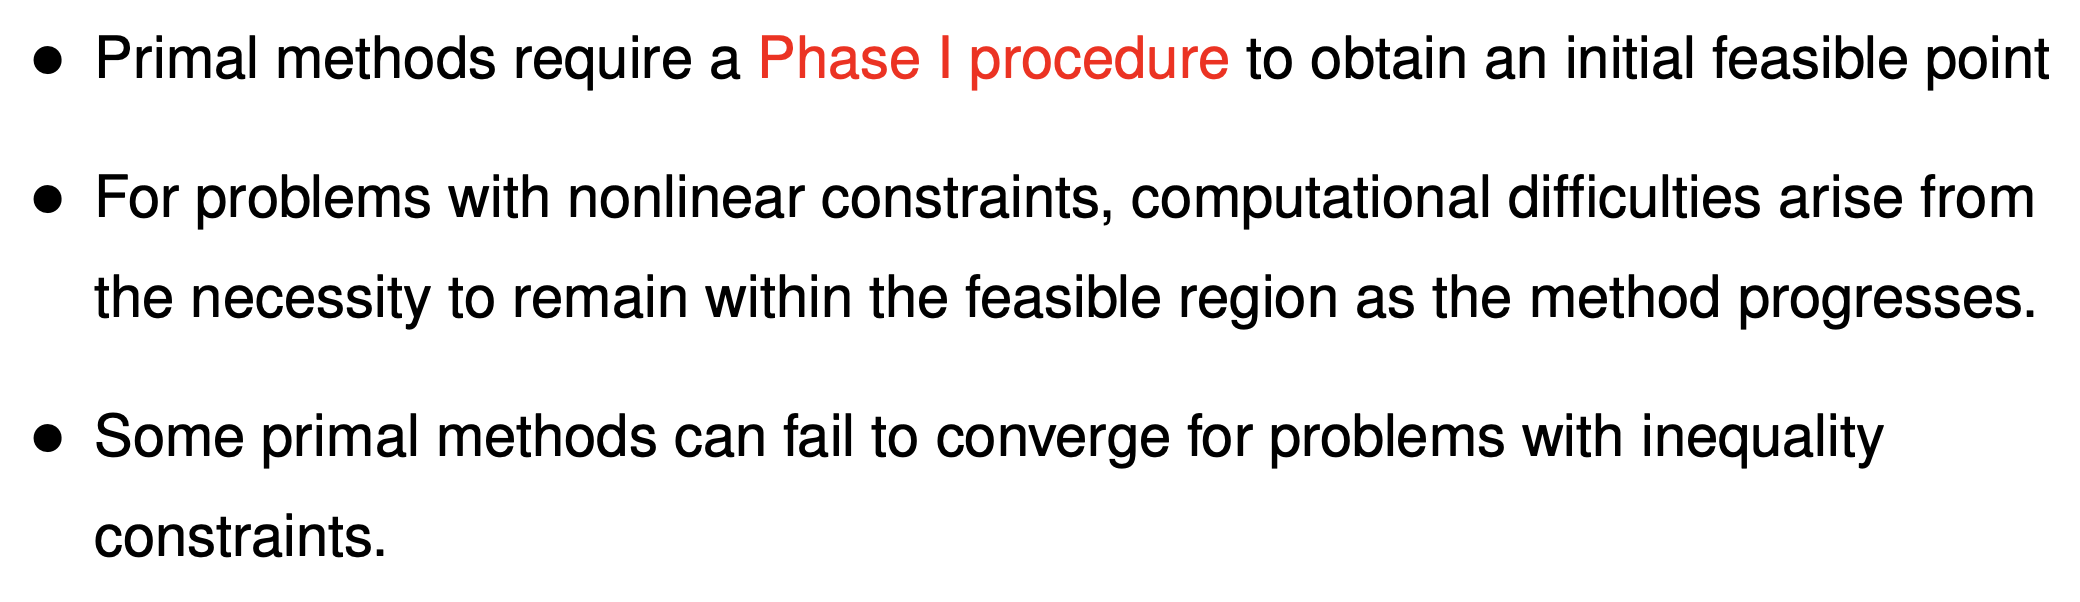 ● Primal methods require a Phase I procedure to obtain an initial feasible point
● For problems with nonlinear constraints, computational difficulties arise from
the necessity to remain within the feasible region as the method progresses.
● Some primal methods can fail to converge for problems with inequality
constraints.